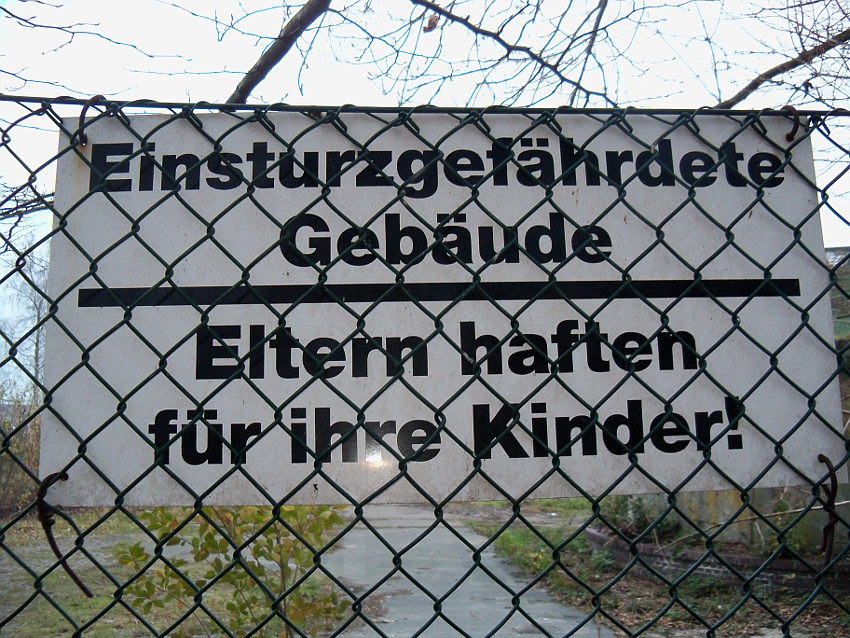 Einsturzgefährdete
Gebäude
Eltern haften
für ihre Kinder!